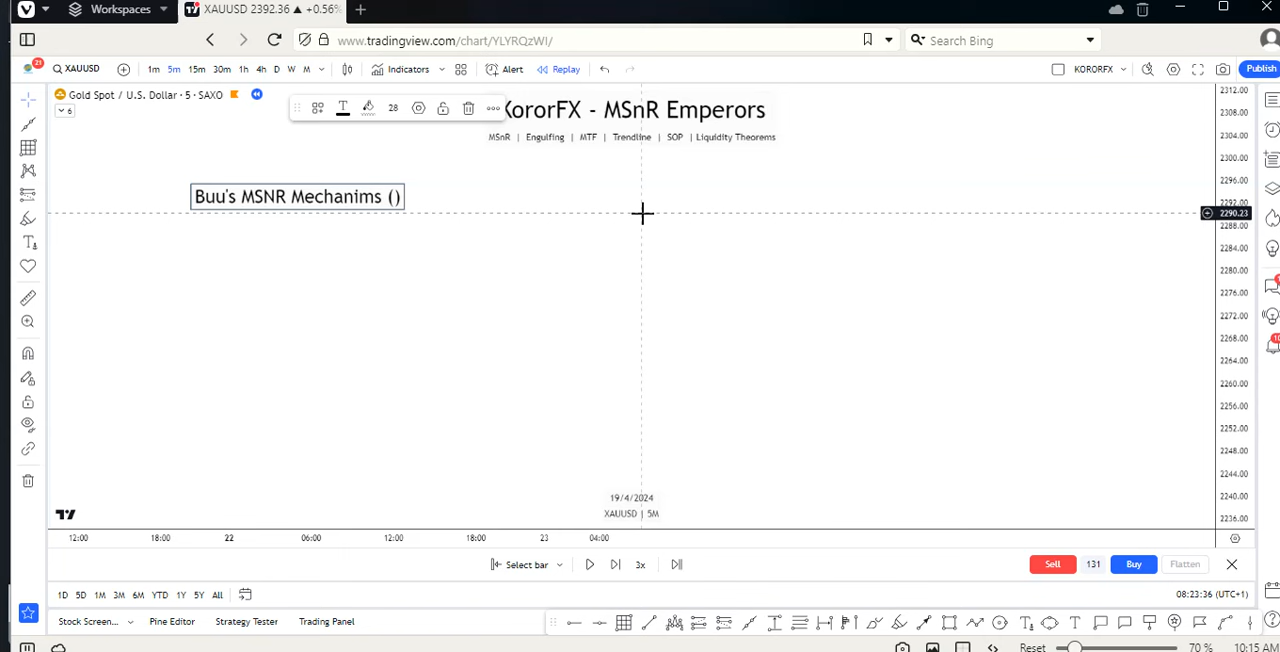 Workspaces
XAUUSD 2392.36 ▲ +0.56%
www.tradingview.com/chart/YLYRQzWI/
Search Bing
21
XAUUSD
1m 5m 15m 30m 1h 4h D W M
Indicators
Alert
Replay
KORORFX
Publish
Gold Spot / U.S. Dollar · 5 · SAXO
6
28
KororFX - MSnR Emperors
MSnR | Engulfing | MTF | Trendline | SOP | Liquidity Theorems
Buu's MSNR Mechanims ()
2312.00
2308.00
2304.00
2300.00
2296.00
2292.00
2290.23
2288.00
2284.00
2280.00
2276.00
2272.00
2268.00
2264.00
2260.00
2256.00
2252.00
2248.00
2244.00
2240.00
2236.00
19/4/2024
XAUUSD | 5M
12:00 18:00 22 06:00 12:00 18:00 23 04:00
Select bar
3x
Sell 131 Buy Flatten
1D 5D 1M 3M 6M YTD 1Y 5Y All
08:23:36 (UTC+1)
Stock Screen... Pine Editor Strategy Tester Trading Panel
Reset 70 % 10:15 AM